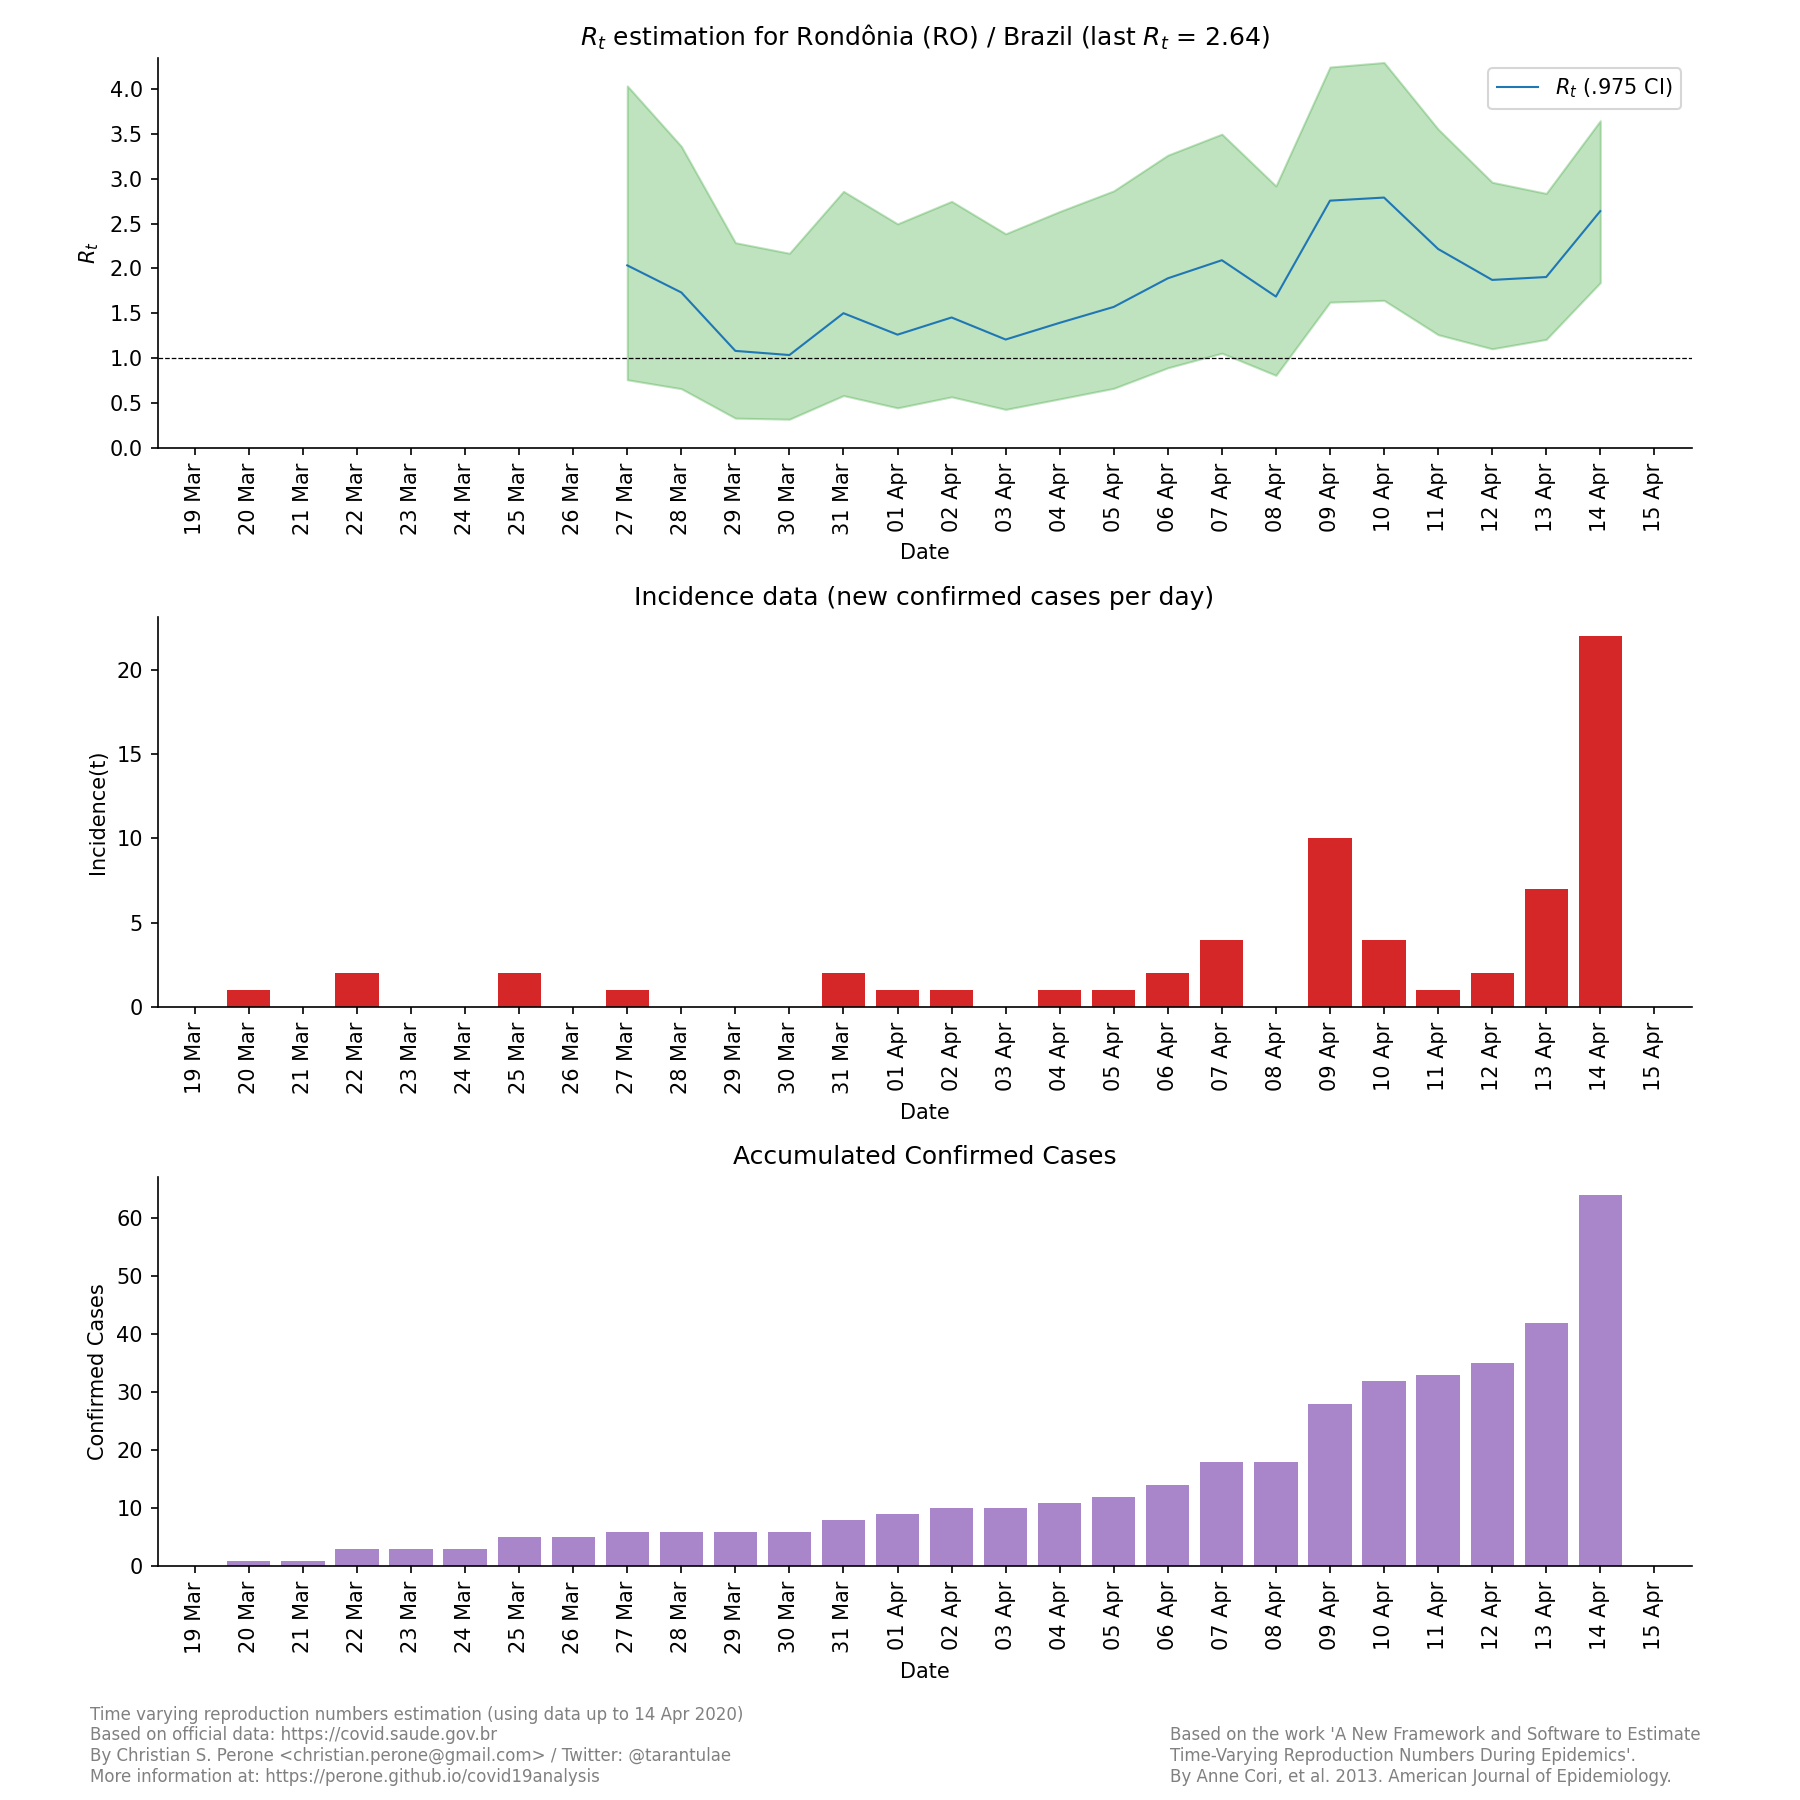 Rt estimation for Rondônia (RO) / Brazil (last Rt = 2.64)
Rt (.975 CI)
4.0
3.5
3.0
2.5
2.0
1.5
1.0
0.5
0.0
Rt
19 Mar 20 Mar 21 Mar 22 Mar 23 Mar 24 Mar 25 Mar 26 Mar 27 Mar 28 Mar 29 Mar 30 Mar 31 Mar 01 Apr 02 Apr 03 Apr 04 Apr 05 Apr 06 Apr 07 Apr 08 Apr 09 Apr 10 Apr 11 Apr 12 Apr 13 Apr 14 Apr 15 Apr
Date
Incidence data (new confirmed cases per day)
20
15
10
5
0
Incidence(t)
19 Mar 20 Mar 21 Mar 22 Mar 23 Mar 24 Mar 25 Mar 26 Mar 27 Mar 28 Mar 29 Mar 30 Mar 31 Mar 01 Apr 02 Apr 03 Apr 04 Apr 05 Apr 06 Apr 07 Apr 08 Apr 09 Apr 10 Apr 11 Apr 12 Apr 13 Apr 14 Apr 15 Apr
Date
Accumulated Confirmed Cases
60
50
40
30
20
10
0
Confirmed Cases
19 Mar 20 Mar 21 Mar 22 Mar 23 Mar 24 Mar 25 Mar 26 Mar 27 Mar 28 Mar 29 Mar 30 Mar 31 Mar 01 Apr 02 Apr 03 Apr 04 Apr 05 Apr 06 Apr 07 Apr 08 Apr 09 Apr 10 Apr 11 Apr 12 Apr 13 Apr 14 Apr 15 Apr
Date
Time varying reproduction numbers estimation (using data up to 14 Apr 2020)
Based on official data: https://covid.saude.gov.br
By Christian S. Perone <christian.perone@gmail.com> / Twitter: @tarantulae
More information at: https://perone.github.io/covid19analysis
Based on the work 'A New Framework and Software to Estimate
Time-Varying Reproduction Numbers During Epidemics'.
By Anne Cori, et al. 2013. American Journal of Epidemiology.